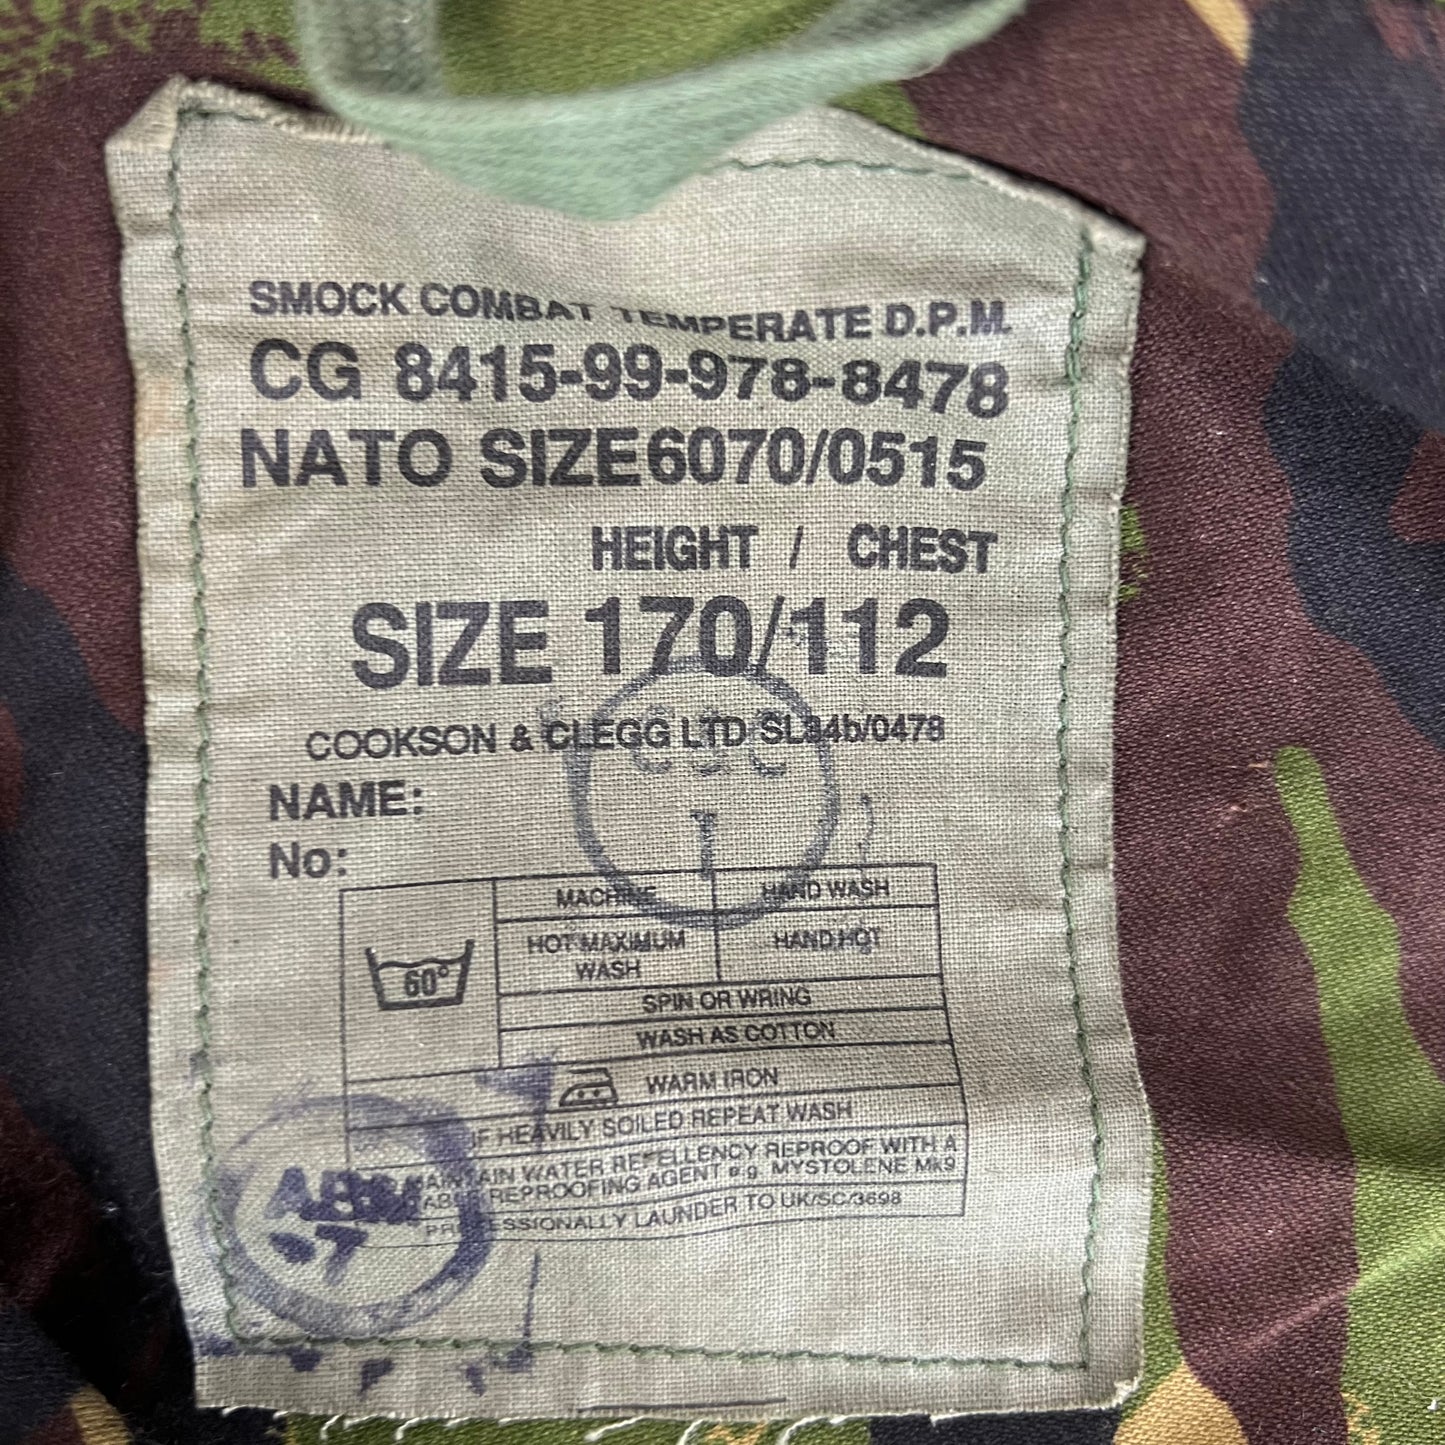 SMOCK COMBAT TEMPERATE D.P.M.
CG 8415-99-978-8478
NATO SIZE6070/0515
HEIGHT / CHEST
SIZE 170/112
COOKSON & CLEGG LTD SL34b/0478
NAME:
No:
MACHINE HAND WASH
HOT MAXIMUM WASH HAND HOT
60°
SPIN OR WRING
WASH AS COTTON
WARM IRON
IF HEAVILY SOILED REPEAT WASH
MAINTAIN WATER REPELLENCY REPROOF WITH A
REPROOFING AGENT e.g. MYSTOLENE Mk9
PROFESSIONALLY LAUNDER TO UK/SC/3698
1